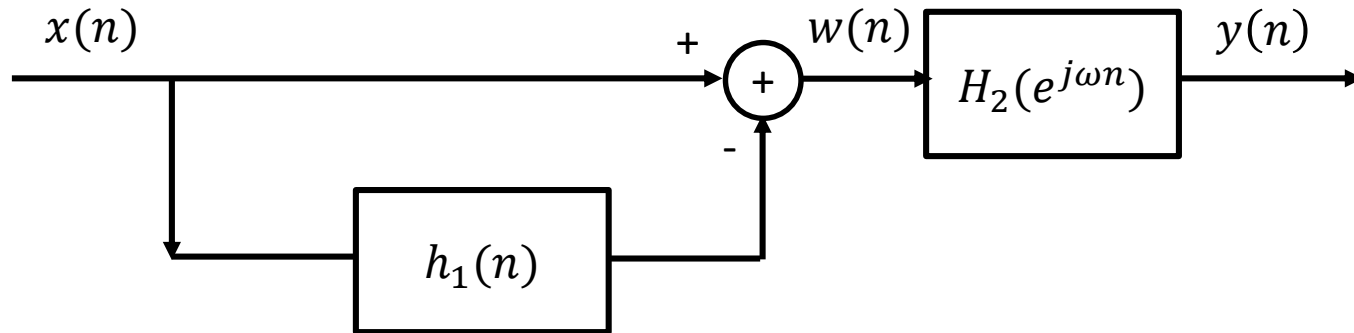 x(n)
+
+
-
w(n)
H₂(e^{jωn})
y(n)
h₁(n)